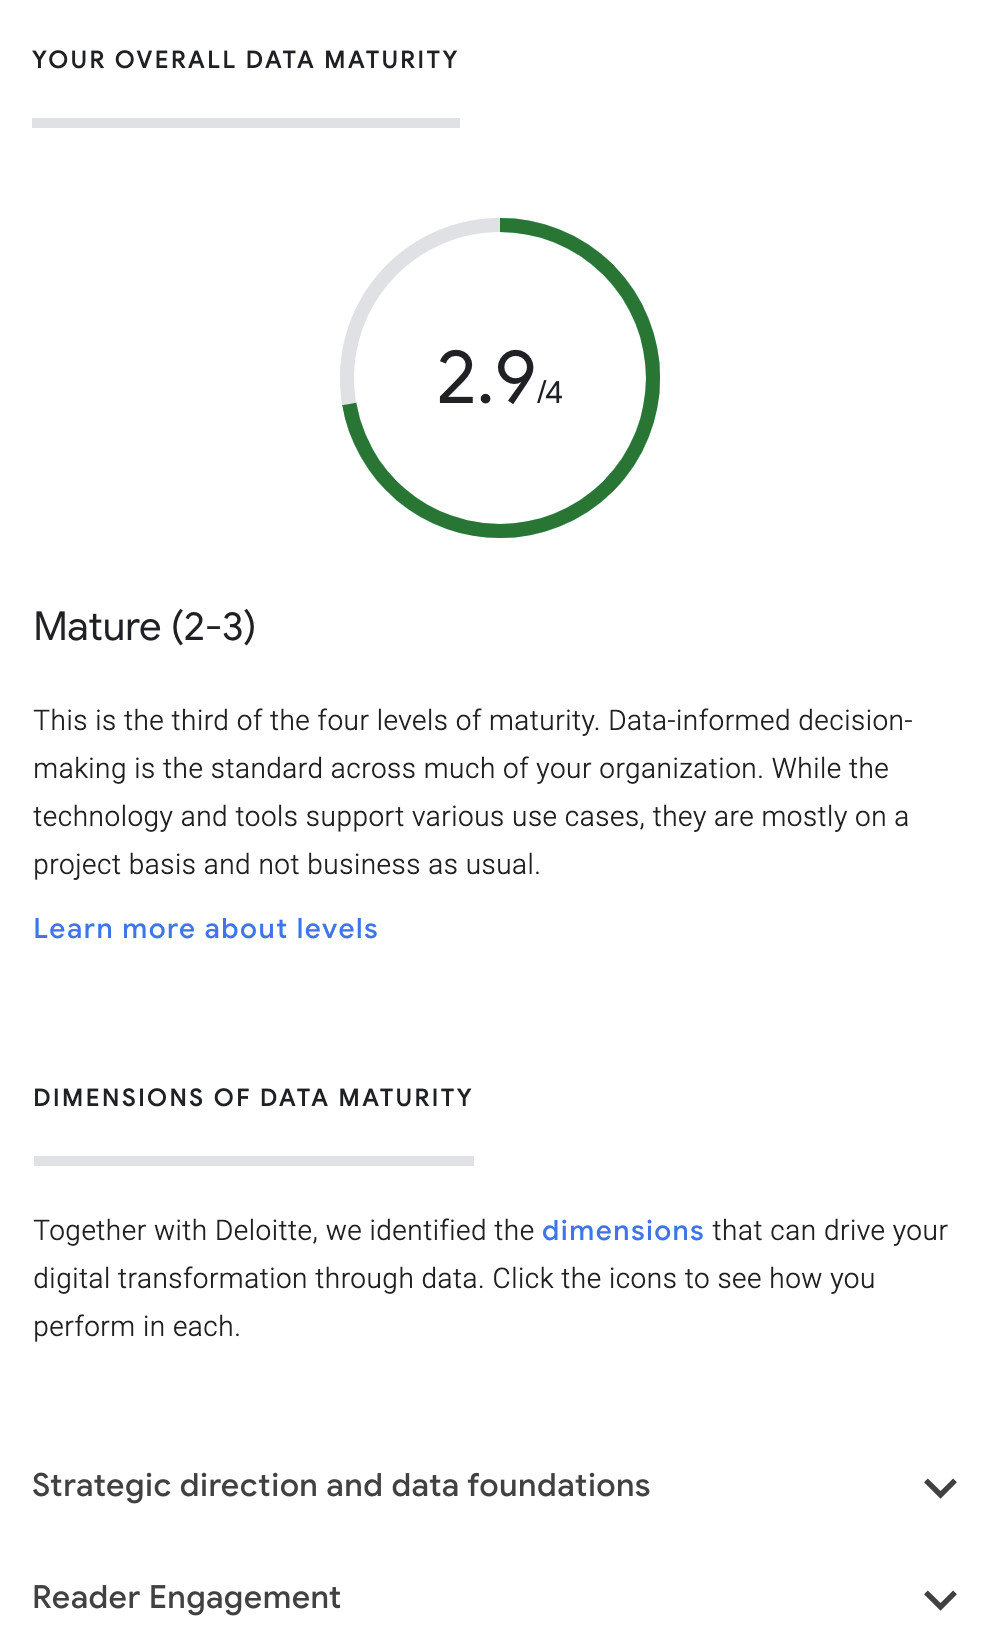 YOUR OVERALL DATA MATURITY
2.9/4
Mature (2-3)
This is the third of the four levels of maturity. Data-informed decision-
making is the standard across much of your organization. While the
technology and tools support various use cases, they are mostly on a
project basis and not business as usual.
Learn more about levels
DIMENSIONS OF DATA MATURITY
Together with Deloitte, we identified the dimensions that can drive your
digital transformation through data. Click the icons to see how you
perform in each.
Strategic direction and data foundations
Reader Engagement